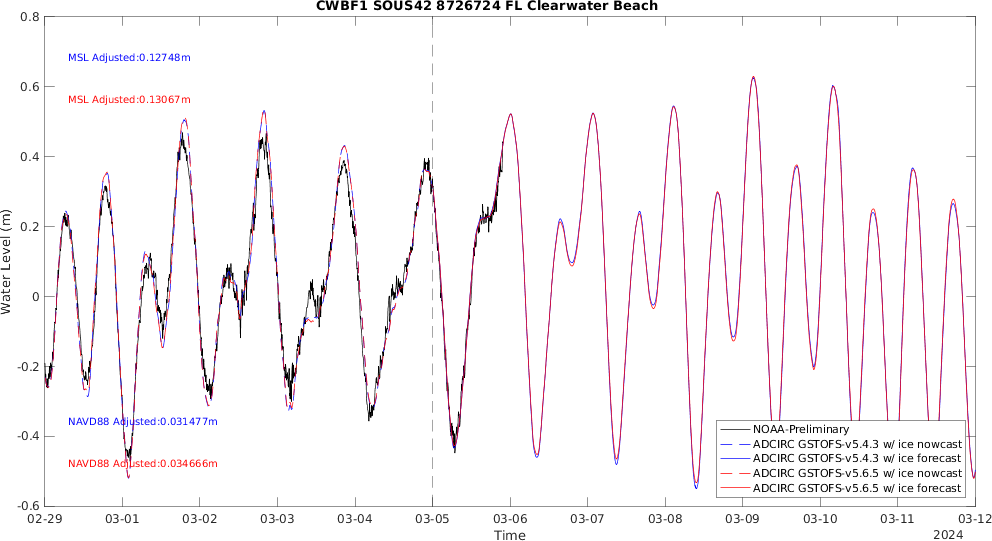 CWBF1 SOUS42 8726724 FL Clearwater Beach
0.8
0.6
0.4
0.2
0
-0.2
-0.4
-0.6
Water Level (m)
MSL Adjusted:0.12748m
MSL Adjusted:0.13067m
NAVD88 Adjusted:0.031477m
NAVD88 Adjusted:0.034666m
NOAA-Preliminary
ADCIRC GSTOFS-v5.4.3 w/ ice nowcast
ADCIRC GSTOFS-v5.4.3 w/ ice forecast
ADCIRC GSTOFS-v5.6.5 w/ ice nowcast
ADCIRC GSTOFS-v5.6.5 w/ ice forecast
02-29 03-01 03-02 03-03 03-04 03-05 03-06 03-07 03-08 03-09 03-10 03-11 03-12
Time
2024